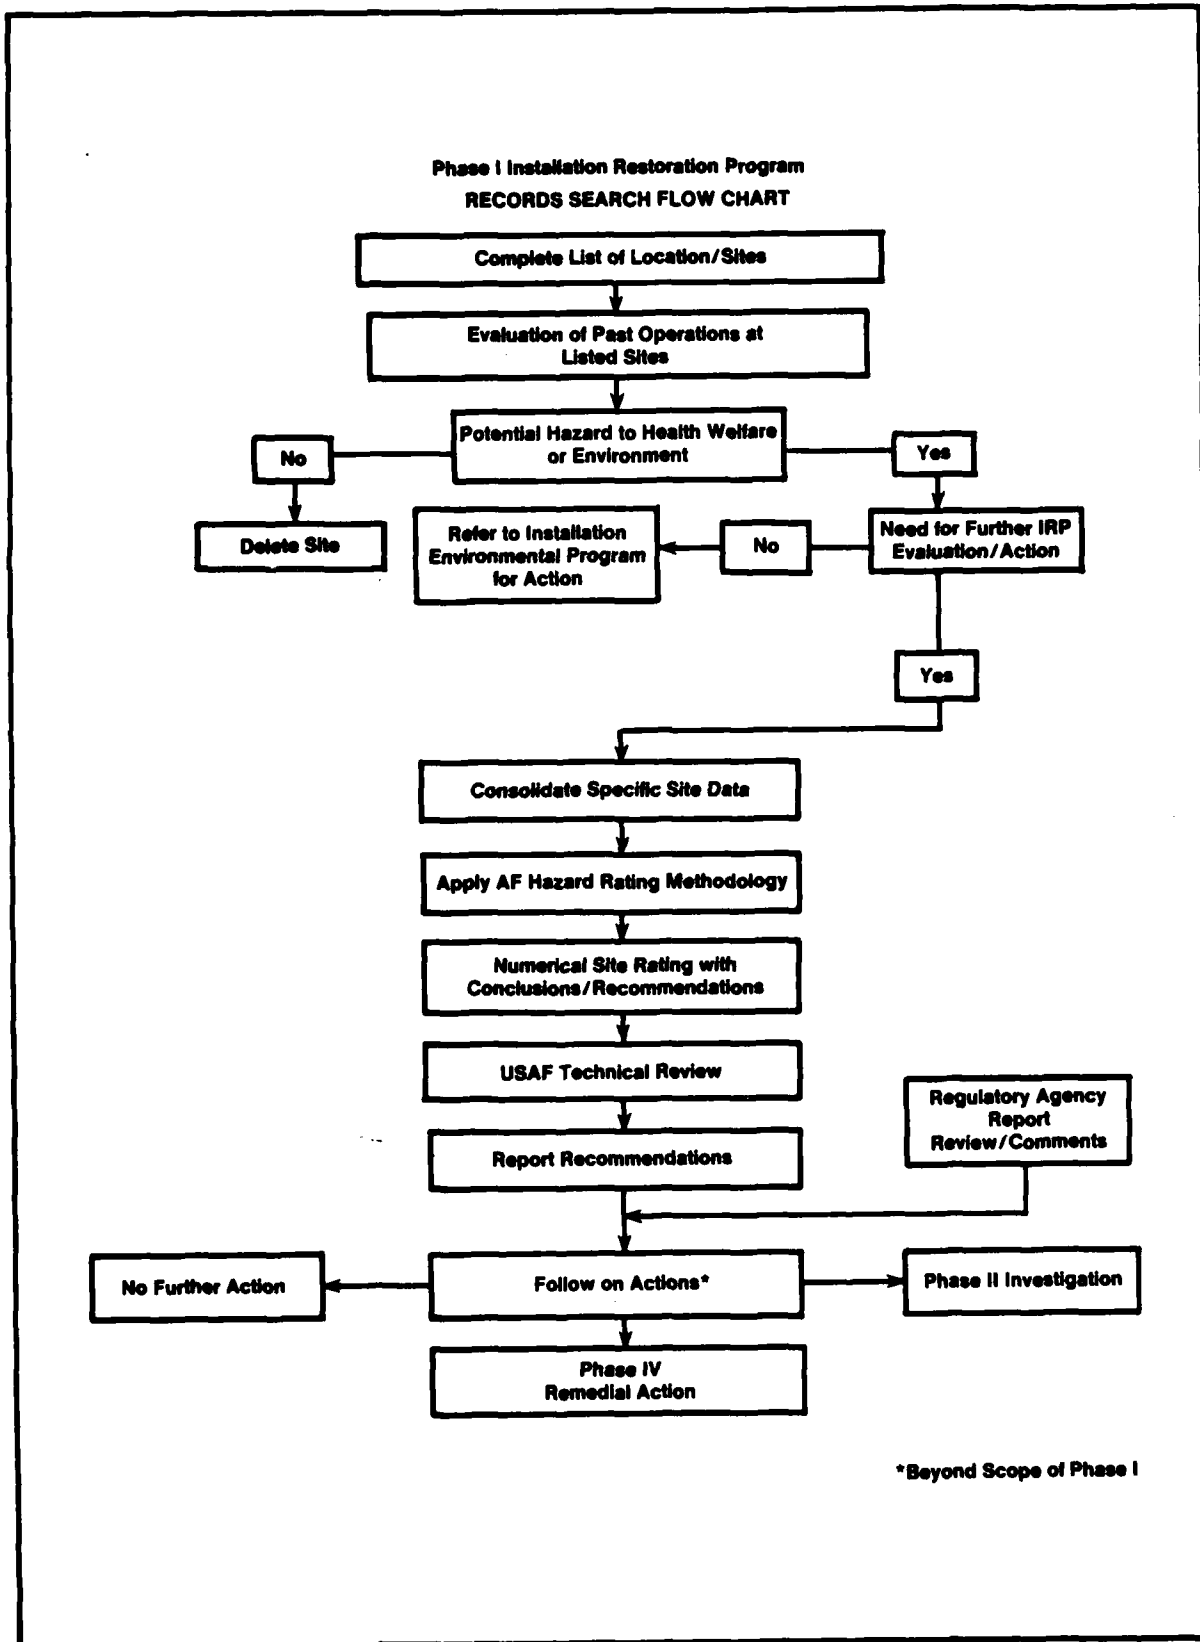 Phase I Installation Restoration Program
RECORDS SEARCH FLOW CHART
Complete List of Location/Sites
Evaluation of Past Operations at
Listed Sites
Potential Hazard to Health Welfare
or Environment
No
Yes
Delete Site
Refer to Installation
Environmental Program
for Action
No
Need for Further IRP
Evaluation/Action
Yes
Consolidate Specific Site Data
Apply AF Hazard Rating Methodology
Numerical Site Rating with
Conclusions/Recommendations
USAF Technical Review
Regulatory Agency
Report
Review/Comments
Report Recommendations
No Further Action
Follow on Actions*
Phase II Investigation
Phase IV
Remedial Action
*Beyond Scope of Phase I